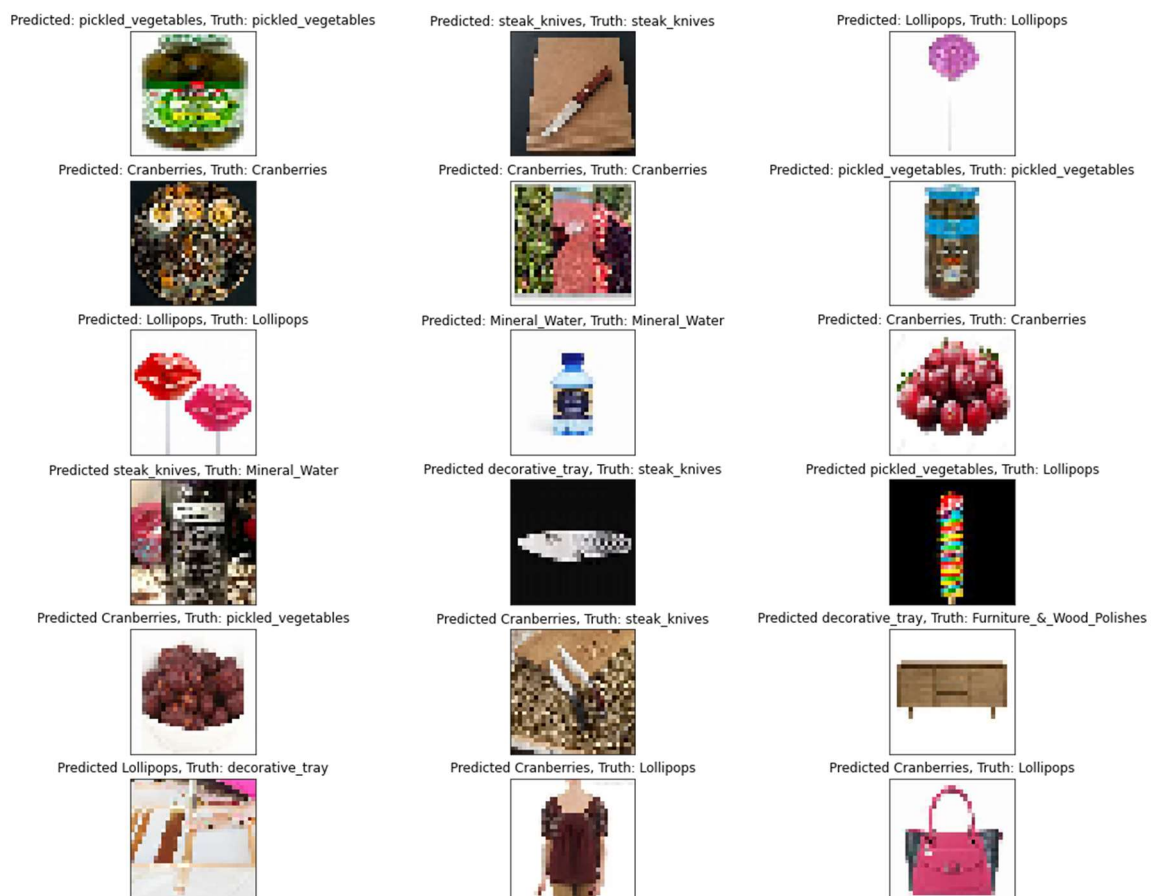 Predicted: pickled_vegetables, Truth: pickled_vegetables
Predicted: steak_knives, Truth: steak_knives
Predicted: Lollipops, Truth: Lollipops
Predicted: Cranberries, Truth: Cranberries
Predicted: Cranberries, Truth: Cranberries
Predicted: pickled_vegetables, Truth: pickled_vegetables
Predicted: Lollipops, Truth: Lollipops
Predicted: Mineral_Water, Truth: Mineral_Water
Predicted: Cranberries, Truth: Cranberries
Predicted steak_knives, Truth: Mineral_Water
Predicted decorative_tray, Truth: steak_knives
Predicted pickled_vegetables, Truth: Lollipops
Predicted Cranberries, Truth: pickled_vegetables
Predicted Cranberries, Truth: steak_knives
Predicted decorative_tray, Truth: Furniture_&_Wood_Polishes
Predicted Lollipops, Truth: decorative_tray
Predicted Cranberries, Truth: Lollipops
Predicted Cranberries, Truth: Lollipops